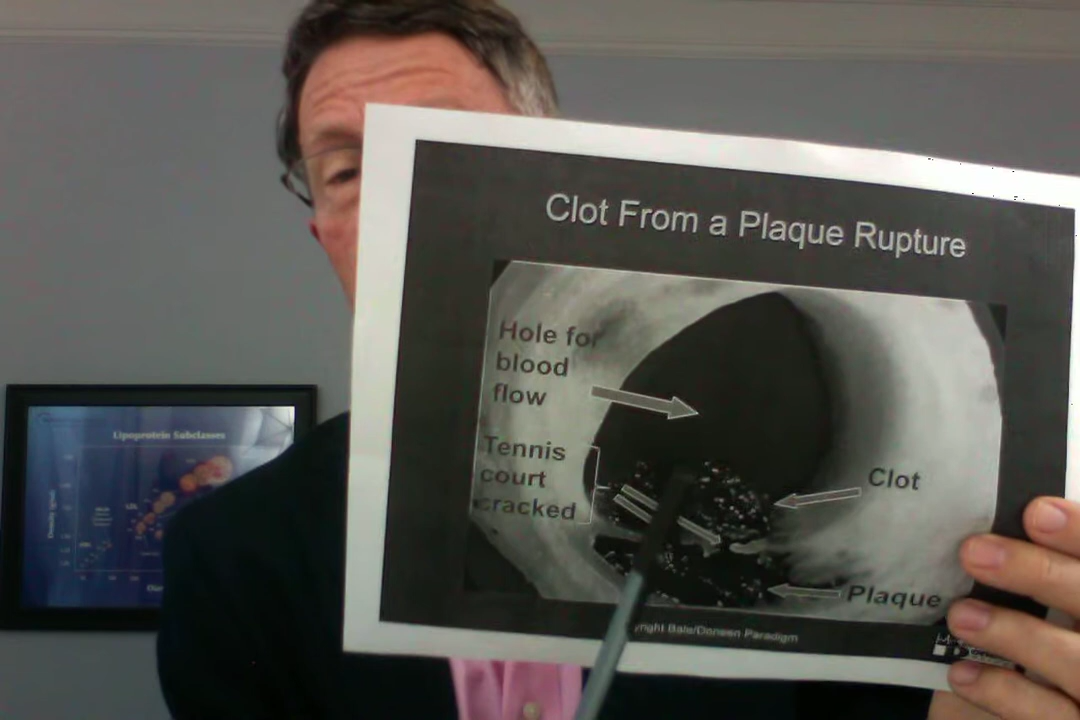 Clot From a Plaque Rupture
Hole for
blood
flow
Tennis
court
cracked
Clot
Plaque
Bale/Doneen Paradigm
Lipoprotein Subclasses